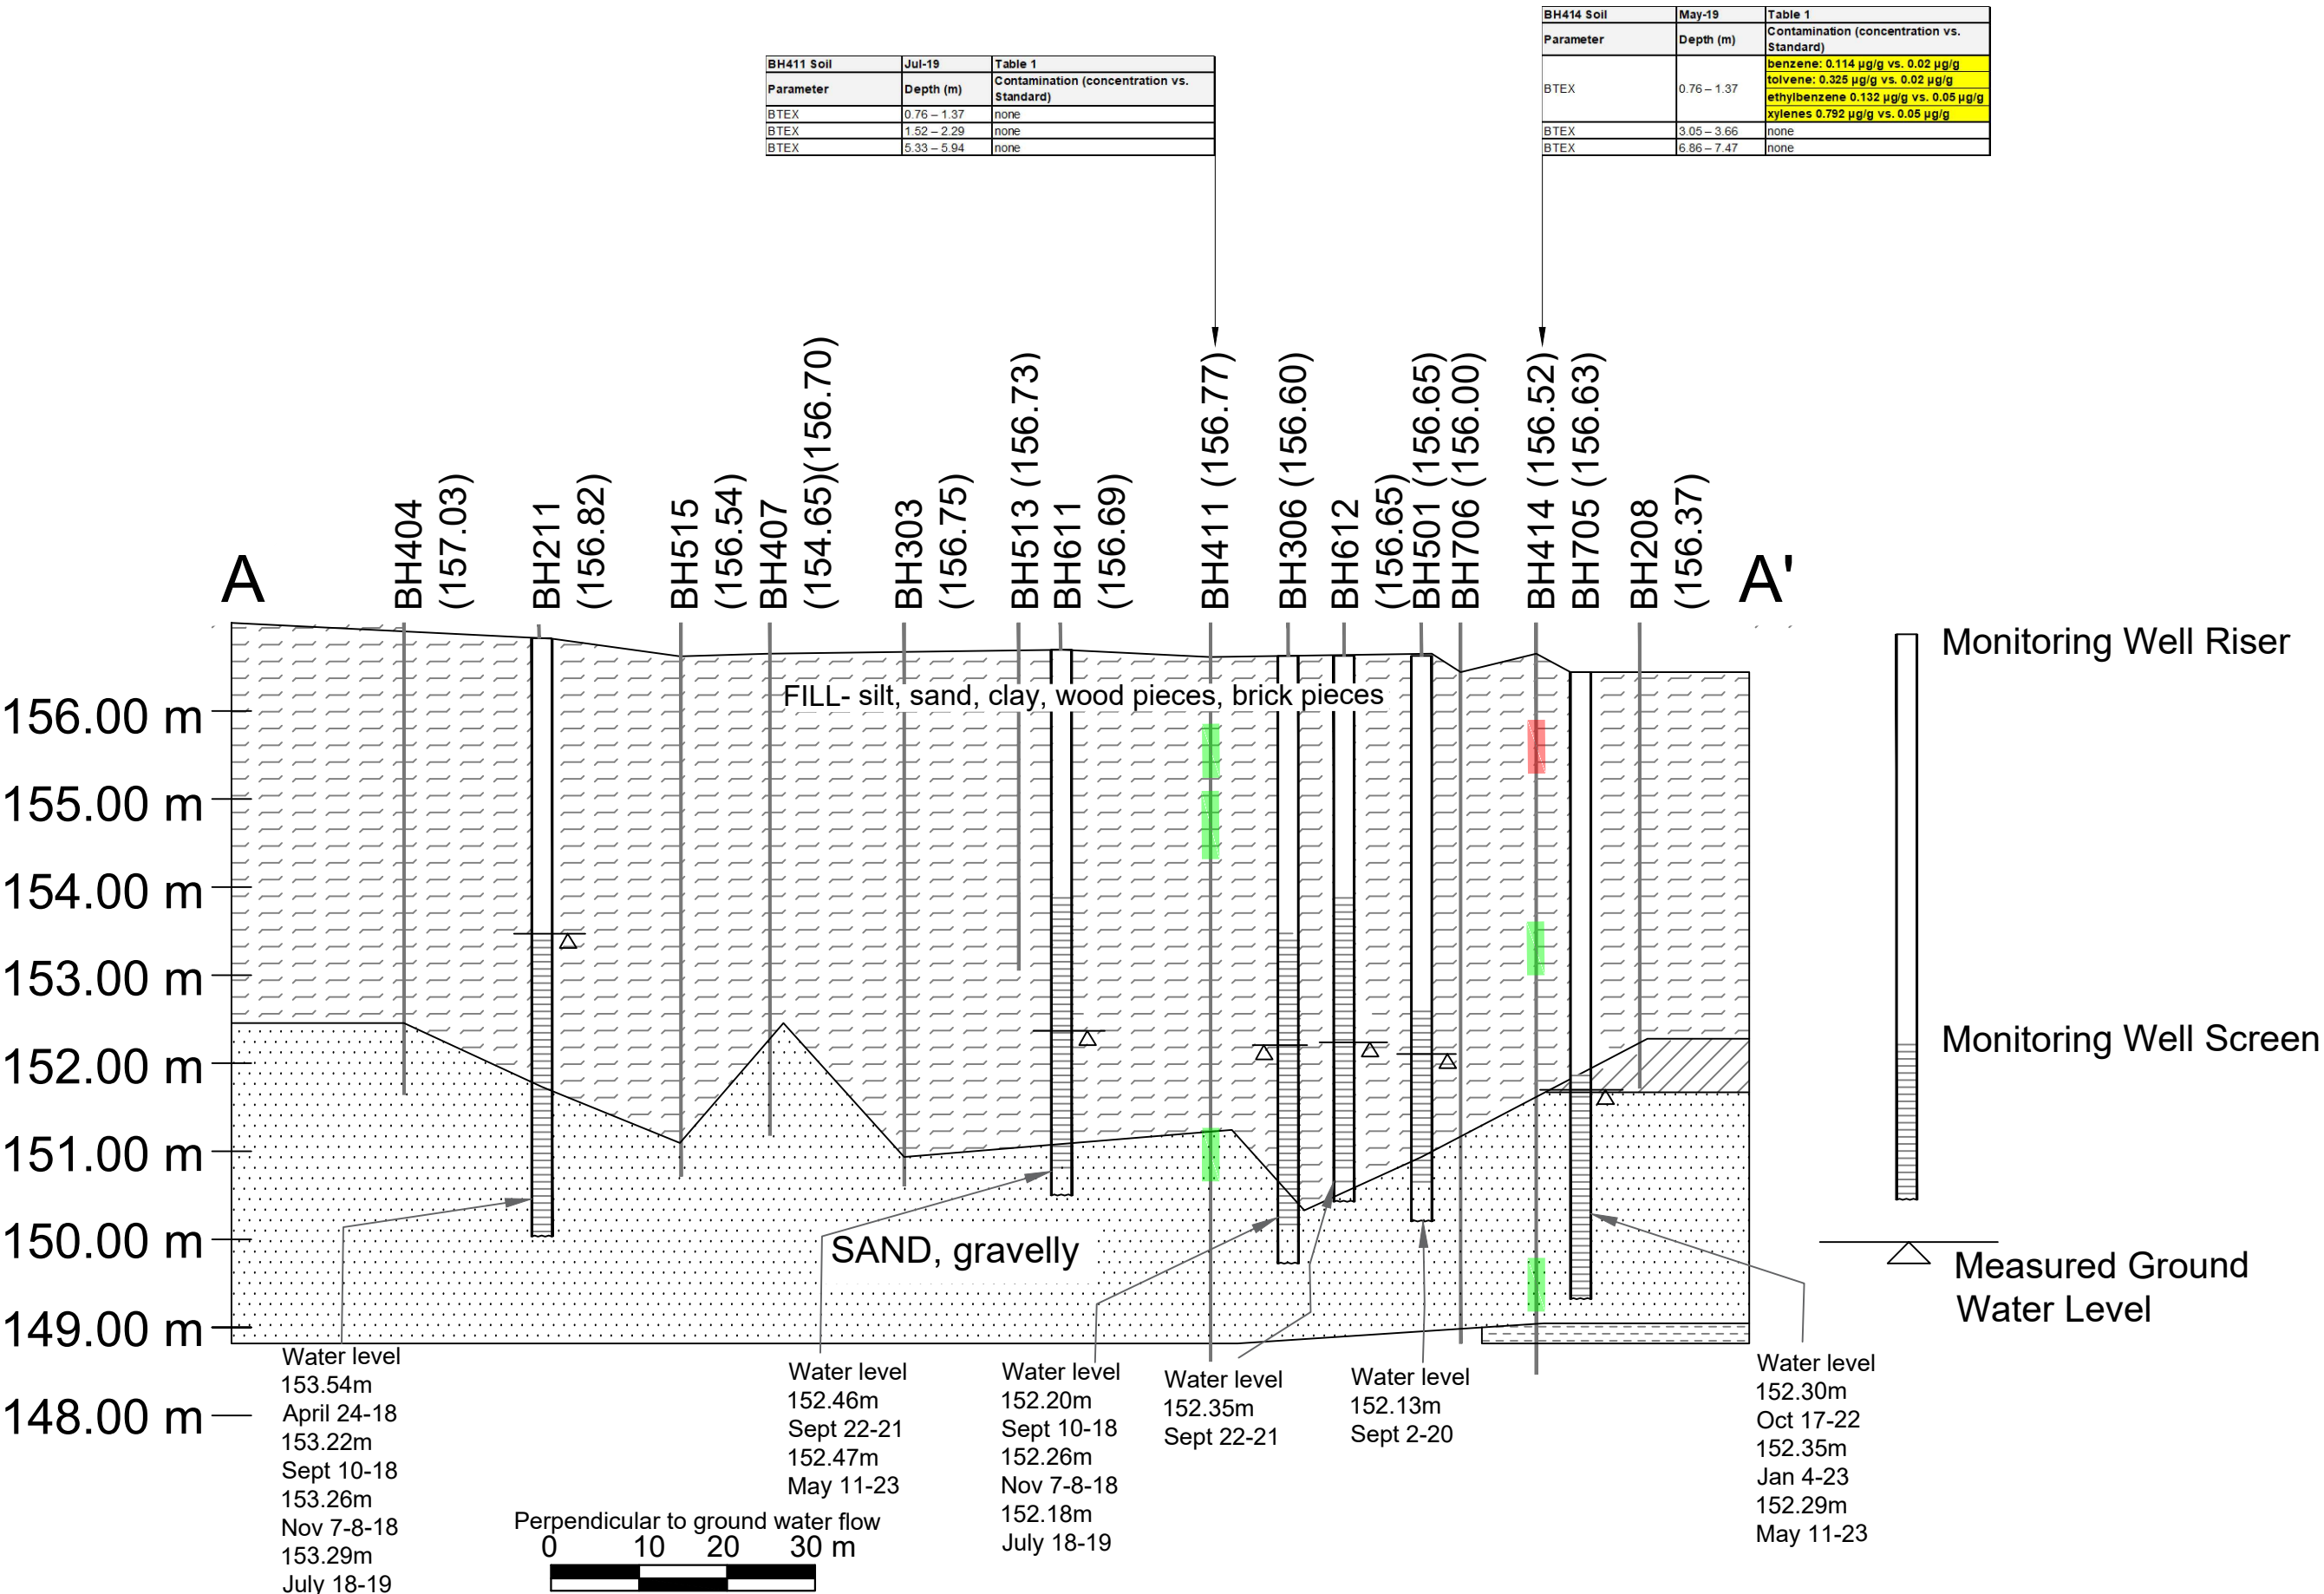 BH411 Soil Jul-19 Table 1
Parameter Depth (m) Contamination (concentration vs.
Standard)
BTEX 0.76 – 1.37 none
BTEX 1.52 – 2.29 none
BTEX 5.33 – 5.94 none
BH414 Soil May-19 Table 1
Parameter Depth (m) Contamination (concentration vs.
Standard)
BTEX 0.76 – 1.37 benzene: 0.114 µg/g vs. 0.02 µg/g
tolvene: 0.325 µg/g vs. 0.02 µg/g
ethylbenzene 0.132 µg/g vs. 0.05 µg/g
xylenes 0.792 µg/g vs. 0.05 µg/g
BTEX 3.05 – 3.66 none
BTEX 6.86 – 7.47 none
A
BH404
(157.03)
BH211
(156.82)
BH515
(156.54)
BH407
(154.65)(156.70)
BH303
(156.75)
BH513 (156.73)
BH611
(156.69)
BH411 (156.77)
BH306 (156.60)
BH612
(156.65)
BH501 (156.65)
BH706 (156.00)
BH414 (156.52)
BH705 (156.63)
BH208
(156.37)
A'
156.00 m
155.00 m
154.00 m
153.00 m
152.00 m
151.00 m
150.00 m
149.00 m
148.00 m
FILL- silt, sand, clay, wood pieces, brick pieces
SAND, gravelly
Monitoring Well Riser
Monitoring Well Screen
Measured Ground
Water Level
Water level
153.54m
April 24-18
153.22m
Sept 10-18
153.26m
Nov 7-8-18
153.29m
July 18-19
Water level
152.46m
Sept 22-21
152.47m
May 11-23
Water level
152.20m
Sept 10-18
152.26m
Nov 7-8-18
152.18m
July 18-19
Water level
152.35m
Sept 22-21
Water level
152.13m
Sept 2-20
Water level
152.30m
Oct 17-22
152.35m
Jan 4-23
152.29m
May 11-23
Perpendicular to ground water flow
0 10 20 30 m